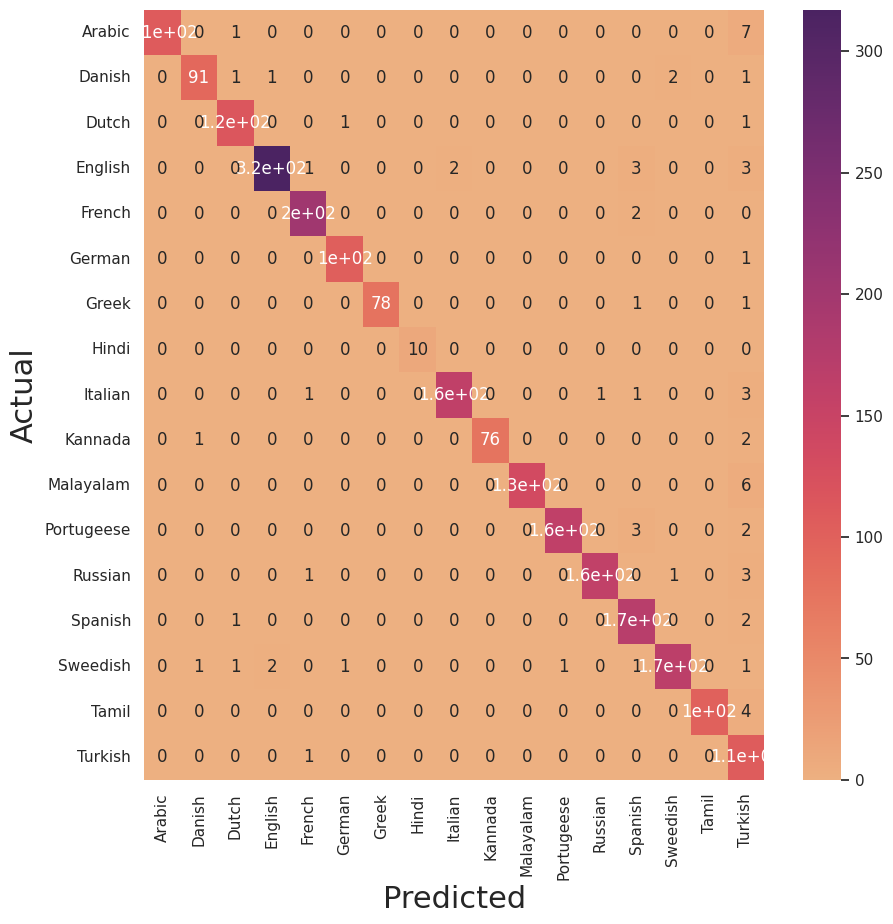 Arabic 1e+02 0 1 0 0 0 0 0 0 0 0 0 0 0 0 0 7
Danish 0 91 1 1 0 0 0 0 0 0 0 0 0 0 2 0 1
Dutch 0 0 1.2e+02 0 0 1 0 0 0 0 0 0 0 0 0 0 1
English 0 0 0 3.2e+02 1 0 0 0 2 0 0 0 0 3 0 0 3
French 0 0 0 0 2e+02 0 0 0 0 0 0 0 0 2 0 0 0
German 0 0 0 0 0 1e+02 0 0 0 0 0 0 0 0 0 0 1
Greek 0 0 0 0 0 0 78 0 0 0 0 0 0 1 0 0 1
Hindi 0 0 0 0 0 0 0 10 0 0 0 0 0 0 0 0 0
Italian 0 0 0 0 1 0 0 0 1.6e+02 0 0 0 1 1 0 0 3
Kannada 0 1 0 0 0 0 0 0 0 76 0 0 0 0 0 0 2
Malayalam 0 0 0 0 0 0 0 0 0 0 1.3e+02 0 0 0 0 0 6
Portugeese 0 0 0 0 0 0 0 0 0 0 0 1.6e+02 0 3 0 0 2
Russian 0 0 0 0 1 0 0 0 0 0 0 0 1.6e+02 0 1 0 3
Spanish 0 0 1 0 0 0 0 0 0 0 0 0 0 1.7e+02 0 0 2
Sweedish 0 1 1 2 0 1 0 0 0 0 0 1 0 1 1.7e+02 0 1
Tamil 0 0 0 0 0 0 0 0 0 0 0 0 0 0 0 1e+02 4
Turkish 0 0 0 0 1 0 0 0 0 0 0 0 0 0 0 0 1.1e+0
Actual
Arabic
Danish
Dutch
English
French
German
Greek
Hindi
Italian
Kannada
Malayalam
Portugeese
Russian
Spanish
Sweedish
Tamil
Turkish
Predicted
300
250
200
150
100
50
0